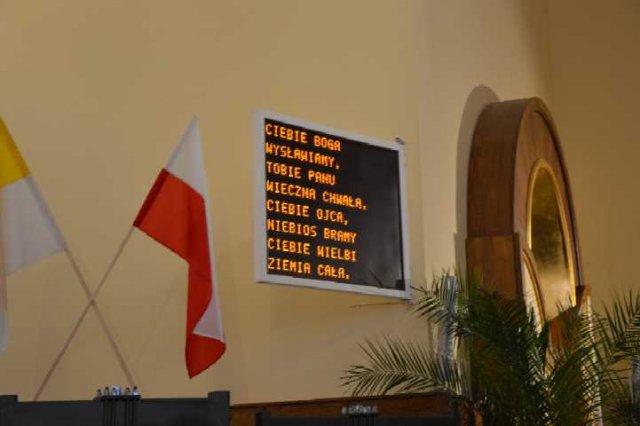 CIEBIE BOGA
WYSŁAWIAMY,
TOBIE PANU
WIECZNA CHWAŁA,
CIEBIE OJCA,
NIEBIOS BRAMY
CIEBIE WIELBI
ZIEMIA CAŁA.